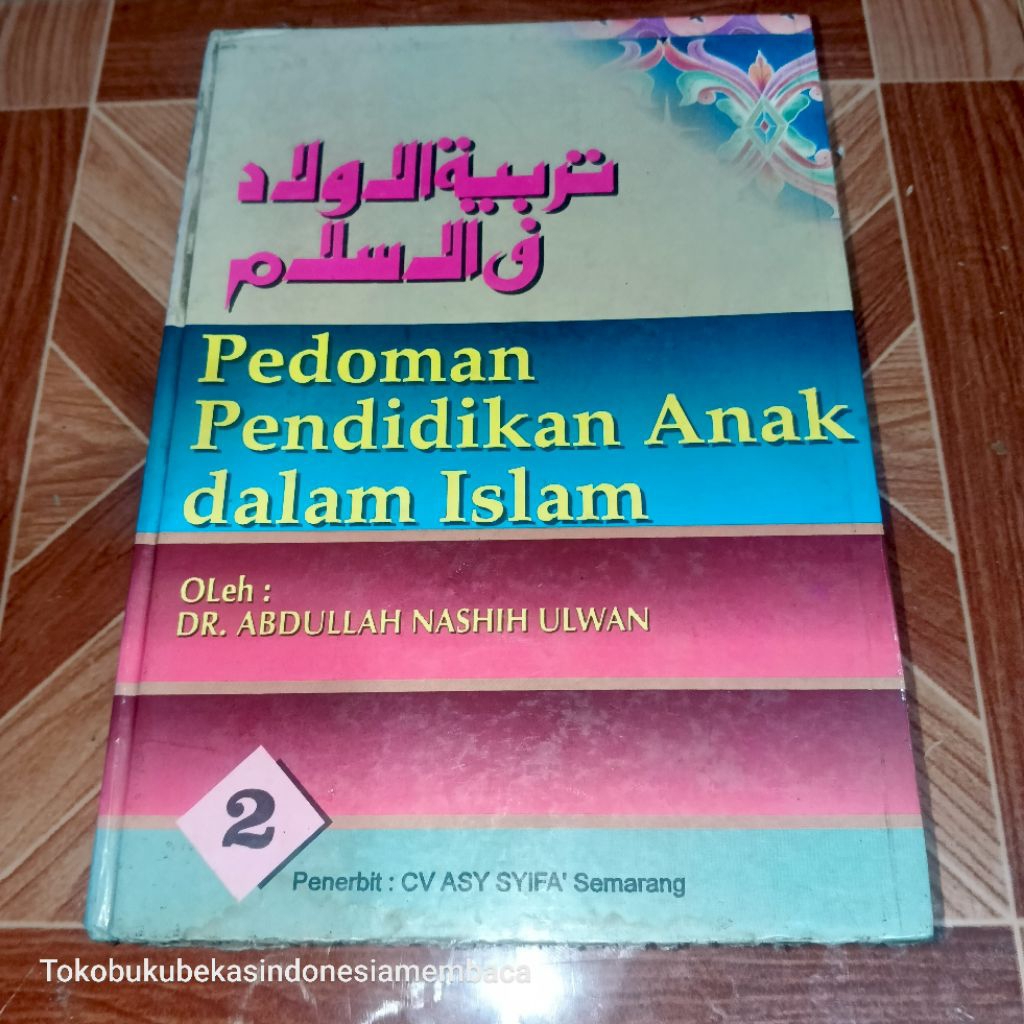 تربية الاولاد
فى الاسلام
Pedoman
Pendidikan Anak
dalam Islam
OLeh :
DR. ABDULLAH NASHIH ULWAN
2
Penerbit : CV ASY SYIFA' Semarang
Tokobukubekasindonesiamembaca